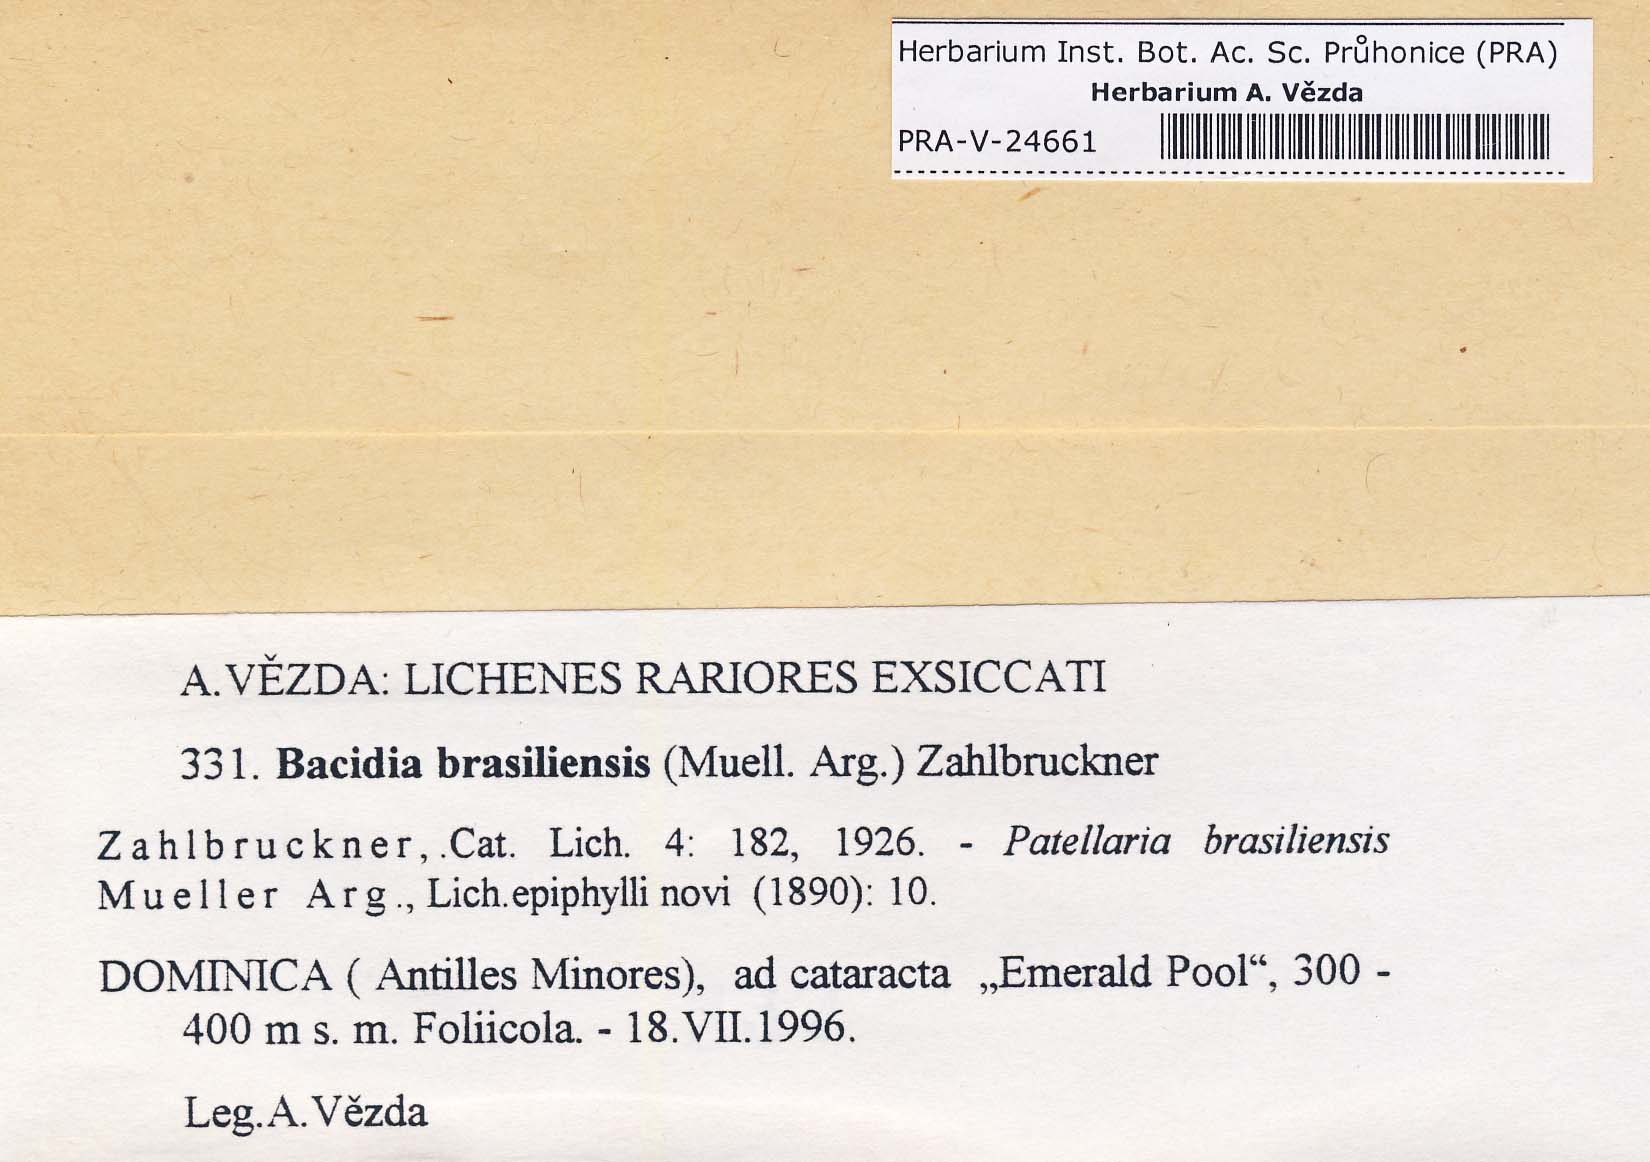 Herbarium Inst. Bot. Ac. Sc. Průhonice (PRA)
Herbarium A. Vězda
PRA-V-24661
A.VĚZDA: LICHENES RARIORES EXSICCATI
331. Bacidia brasiliensis (Muell. Arg.) Zahlbruckner
Zahlbruckner,.Cat. Lich. 4: 182, 1926. - Patellaria brasiliensis
Mueller Arg., Lich.epiphylli novi (1890): 10.
DOMINICA ( Antilles Minores), ad cataracta „Emerald Pool“, 300 -
400 m s. m. Foliicola. - 18.VII.1996.
Leg.A.Vězda